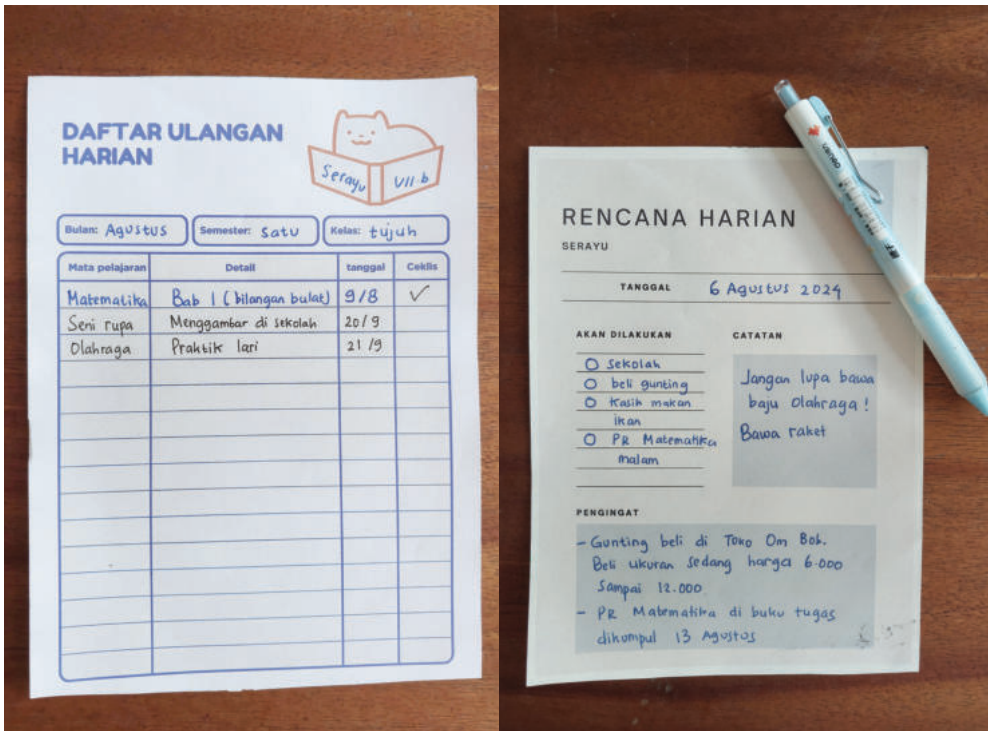 DAFTAR ULANGAN
HARIAN
Serayu VII-b
Bulan: Agustus Semester: Satu Kelas: tujuh
Mata pelajaran Detail tanggal Ceklis
Matematika Bab 1 (bilangan bulat) 9/8 ✓
Seni rupa Menggambar di sekolah 20/9
Olahraga Praktik lari 21/9
RENCANA HARIAN
SERAYU
TANGGAL 6 Agustus 2024
AKAN DILAKUKAN
sekolah
beli gunting
Kasih makan
ikan
PR Matematika
malam
CATATAN
Jangan lupa bawa
baju Olahraga!
Bawa raket
PENGINGAT
- Gunting beli di Toko Om Bob.
Beli ukuran sedang harga 6.000
Sampai 12.000
- PR Matematika di buku tugas
dikumpul 13 Agustus